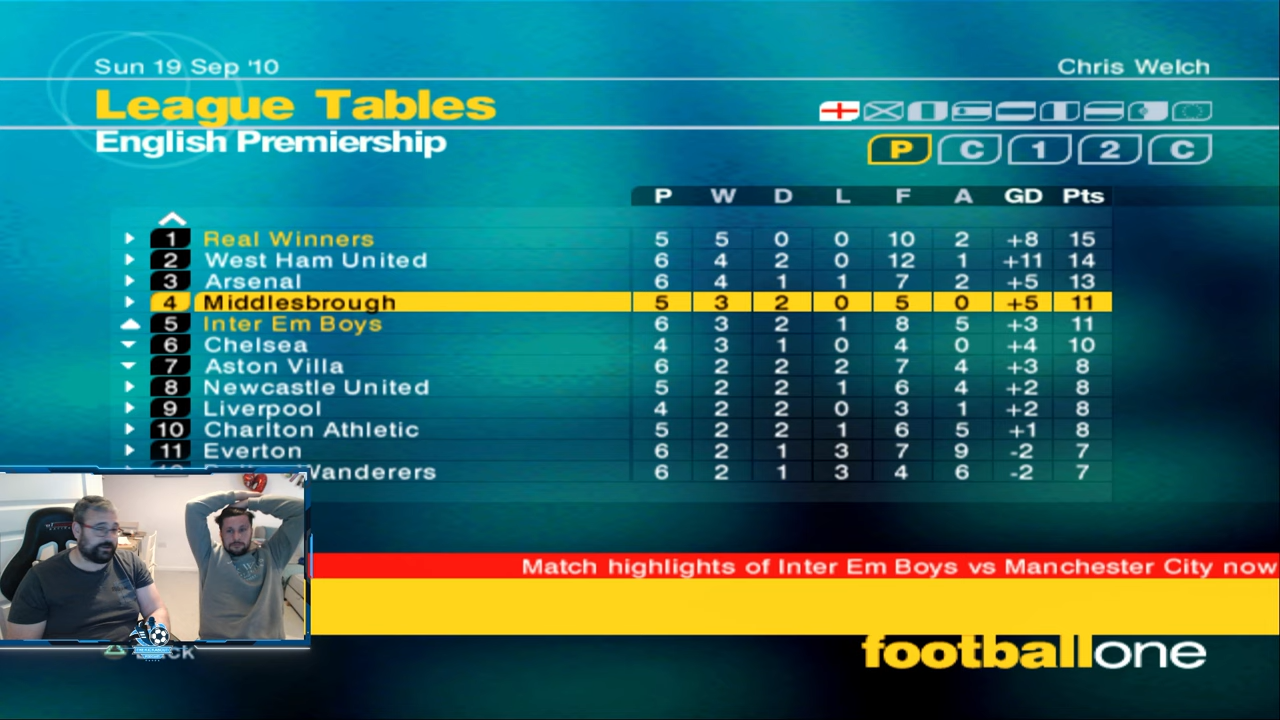 Sun 19 Sep '10
Chris Welch
League Tables
English Premiership
P C 1 2 C
P W D L F A GD Pts
1 Real Winners 5 5 0 0 10 2 +8 15
2 West Ham United 6 4 2 0 12 1 +11 14
3 Arsenal 6 4 1 1 7 2 +5 13
4 Middlesbrough 5 3 2 0 5 0 +5 11
5 Inter Em Boys 6 3 2 1 8 5 +3 11
6 Chelsea 4 3 1 0 4 0 +4 10
7 Aston Villa 6 2 2 2 7 4 +3 8
8 Newcastle United 5 2 2 1 6 4 +2 8
9 Liverpool 4 2 2 0 3 1 +2 8
10 Charlton Athletic 5 2 2 1 6 5 +1 8
11 Everton 6 2 1 3 7 9 -2 7
Wanderers 6 2 1 3 4 6 -2 7
Match highlights of Inter Em Boys vs Manchester City now
footballone